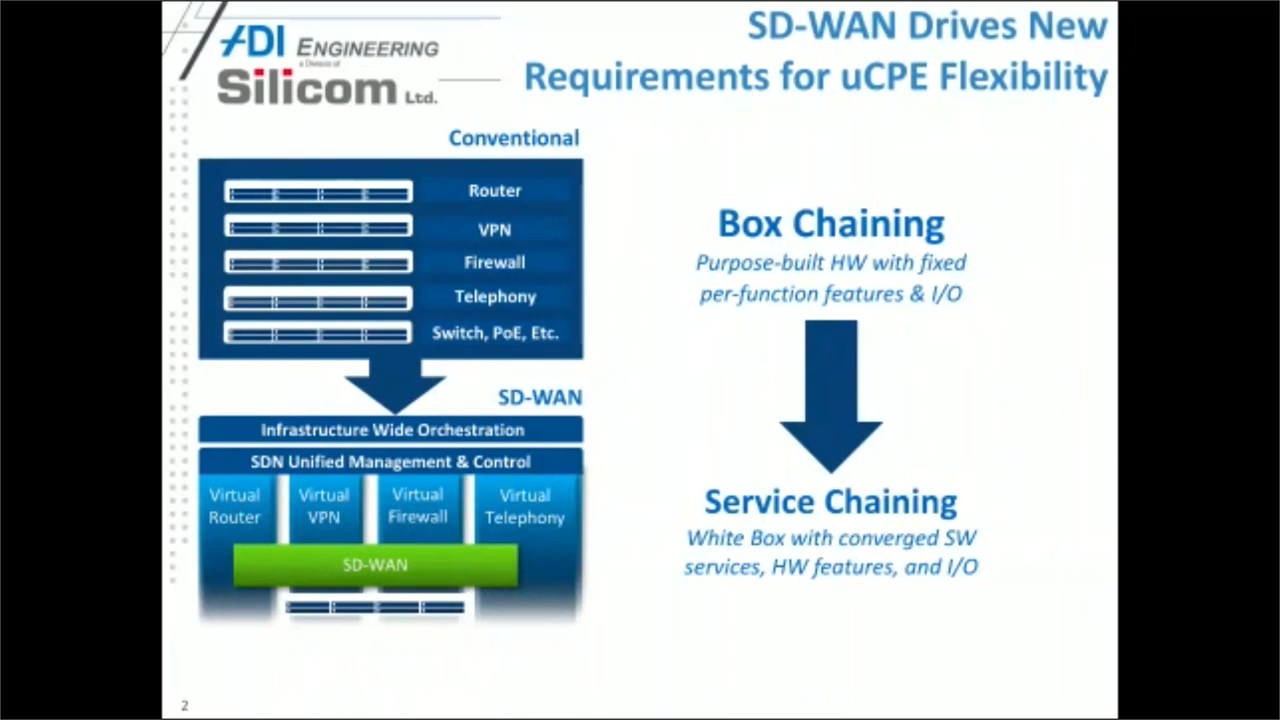 ADI ENGINEERING
a Division of
Silicom Ltd.
SD-WAN Drives New
Requirements for uCPE Flexibility
Conventional
Router
VPN
Firewall
Telephony
Switch, PoE, Etc.
SD-WAN
Infrastructure Wide Orchestration
SDN Unified Management & Control
Virtual
Router
Virtual
VPN
Virtual
Firewall
Virtual
Telephony
SD-WAN
Box Chaining
Purpose-built HW with fixed
per-function features & I/O
Service Chaining
White Box with converged SW
services, HW features, and I/O
2